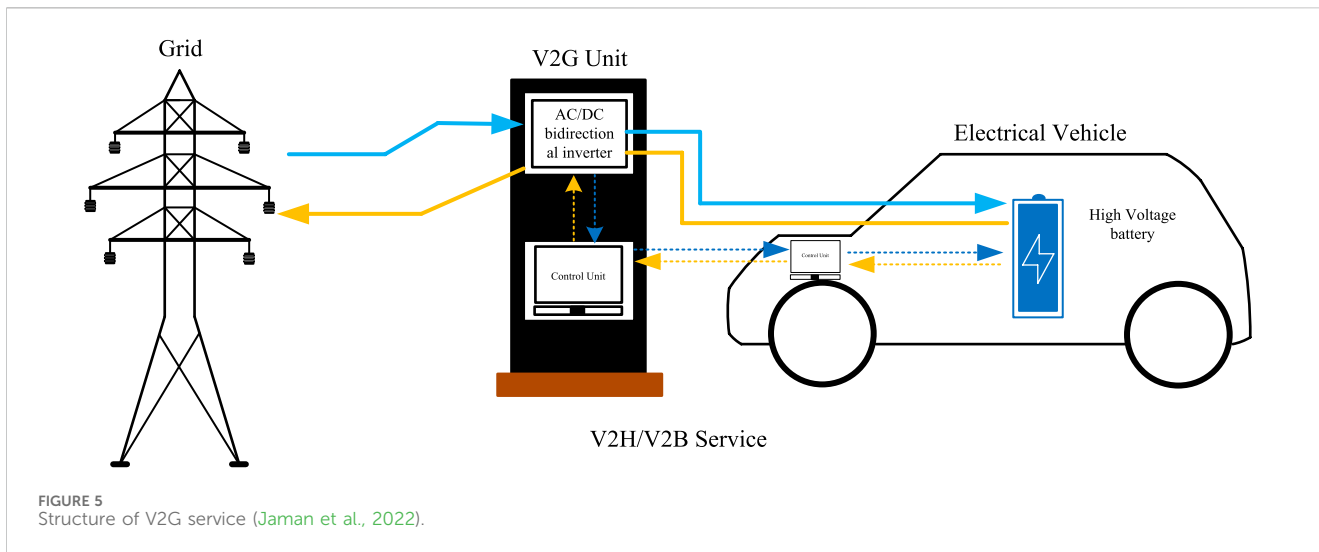 Grid
V2G Unit
AC/DC
bidirection
al inverter
Electrical Vehicle
High Voltage
battery
Control Unit
Control Unit
V2H/V2B Service
FIGURE 5
Structure of V2G service (Jaman et al., 2022).